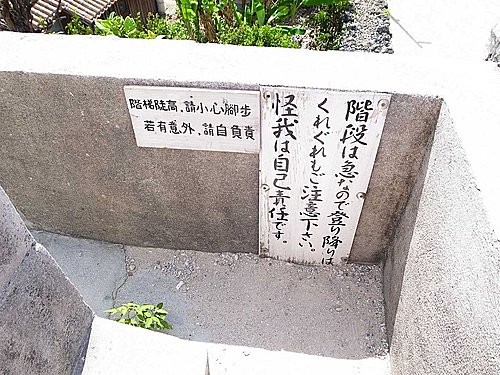 階梯陡高、請小心腳步
若有意外、請自負責
階段は急なので登り降りは
くれぐれもご注意下さい。
怪我は自己責任です。